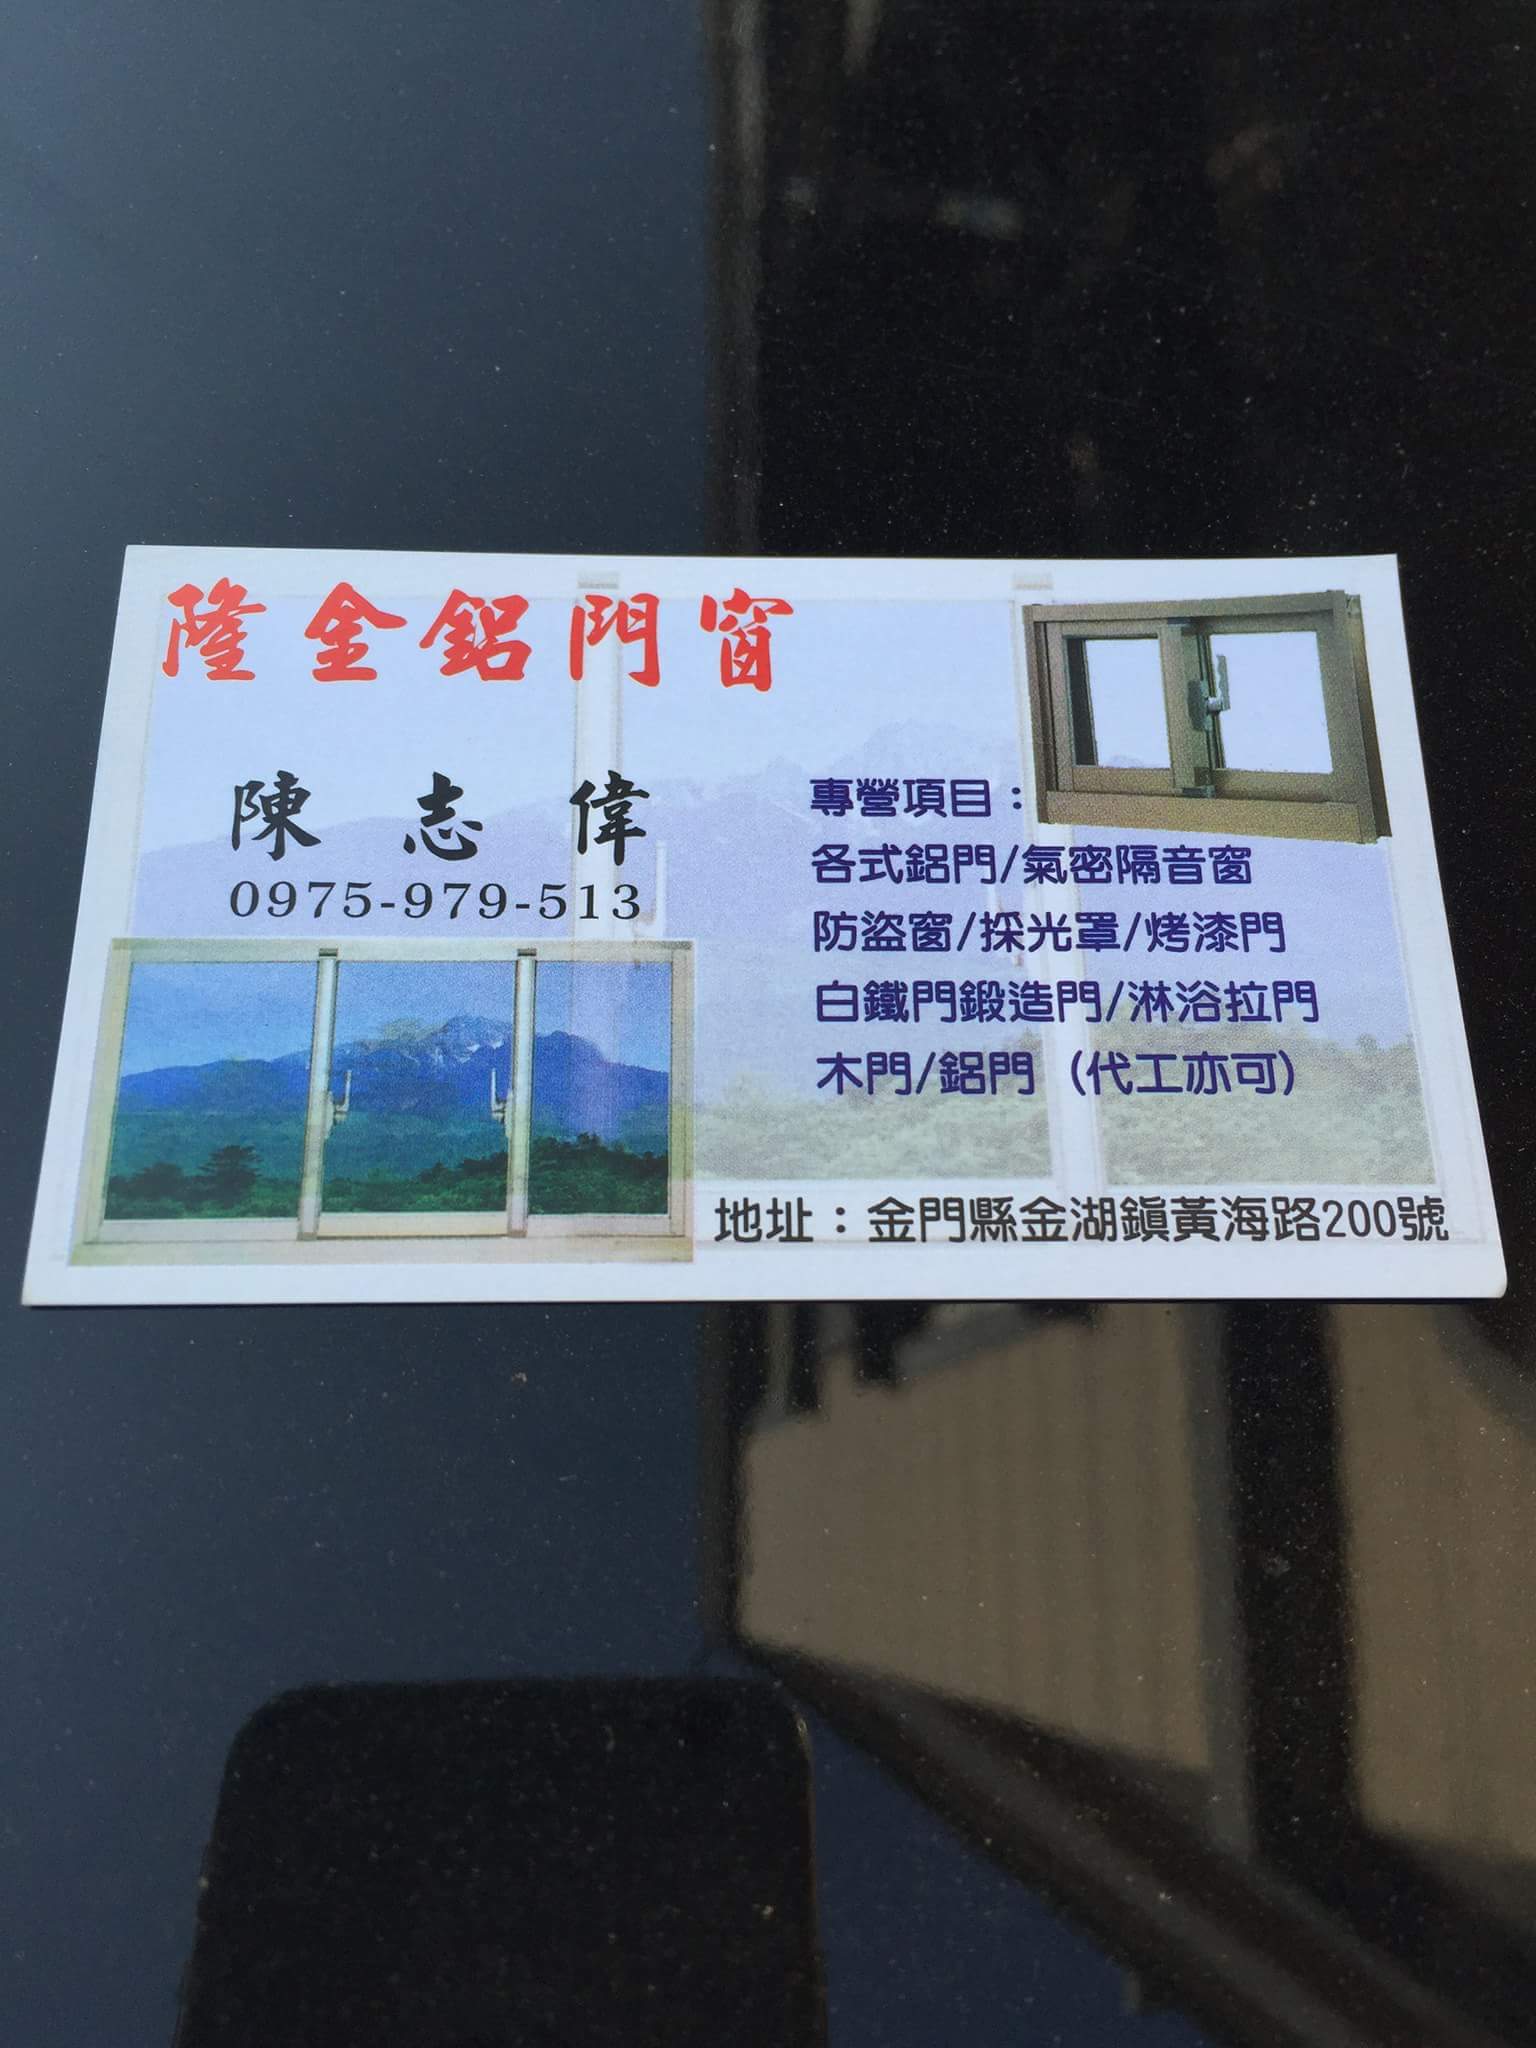 隆金鋁門窗
陳志偉
0975-979-513
專營項目：
各式鋁門/氣密隔音窗
防盜窗/採光罩/烤漆門
白鐵門鍛造門/淋浴拉門
木門/鋁門（代工亦可）
地址：金門縣金湖鎮黃海路200號